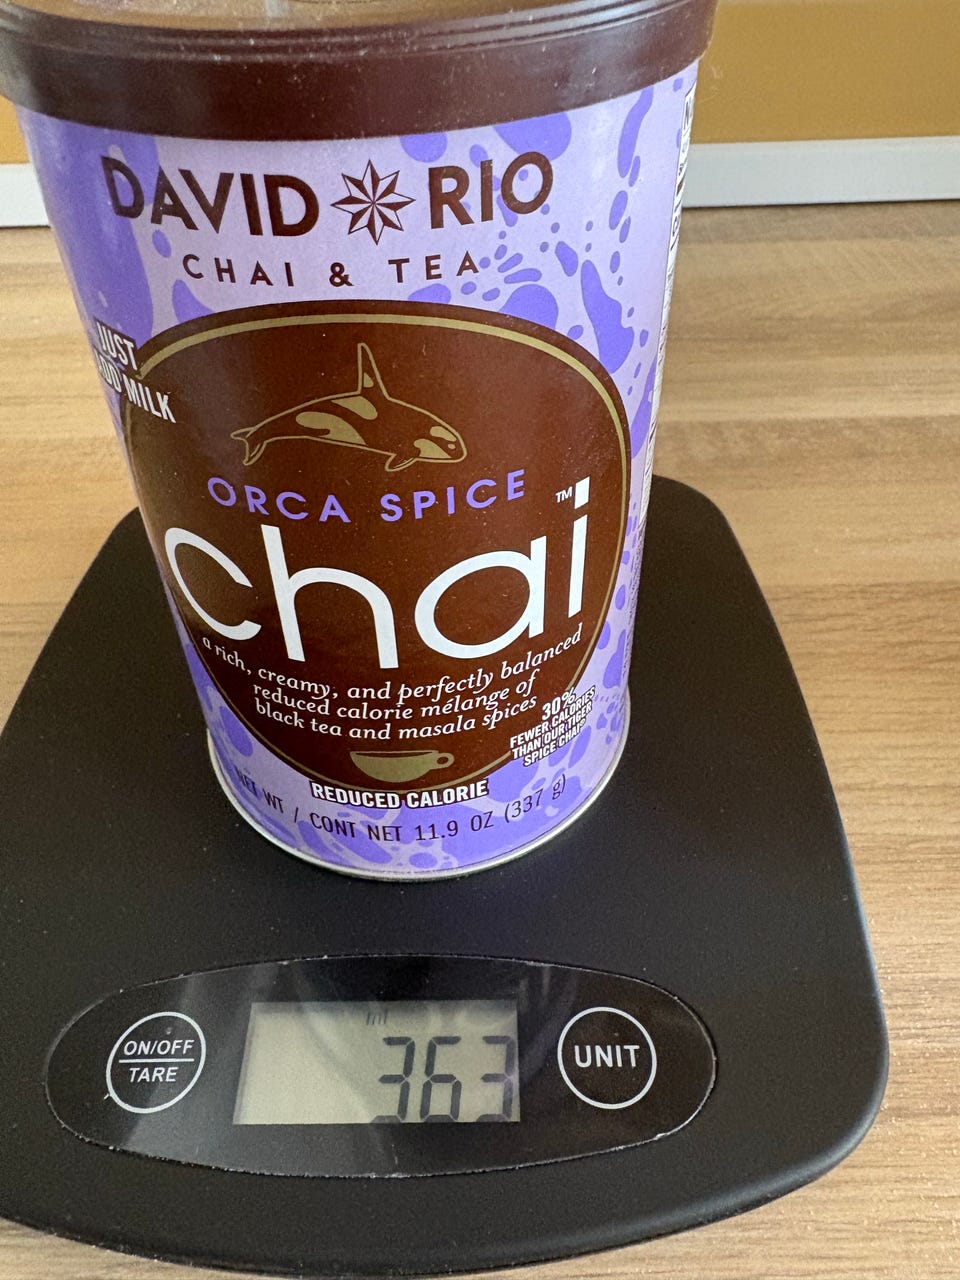 DAVID RIO
CHAI & TEA
JUST
ADD MILK
ORCA SPICE
chai™
a rich, creamy, and perfectly balanced
reduced calorie mélange of
black tea and masala spices
30%
FEWER CALORIES
THAN OUR TIGER
SPICE CHAI®
REDUCED CALORIE
NET WT / CONT NET 11.9 OZ (337 g)
ON/OFF
TARE
363
UNIT